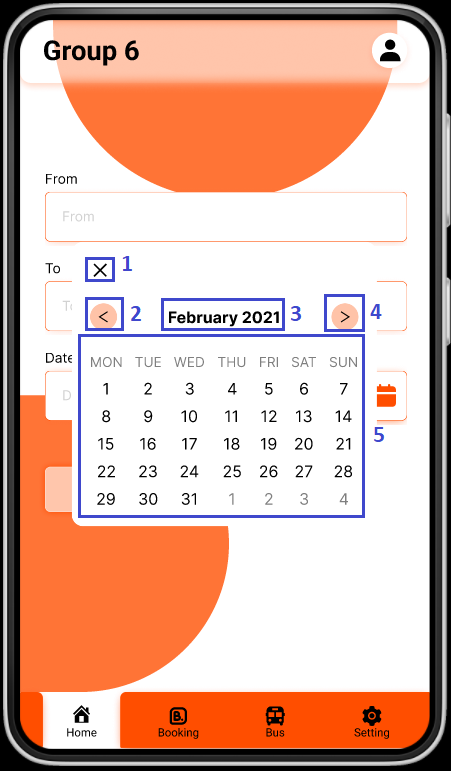 Group 6
From
From
To
1
To
2
<
February 2021
3
>
4
Date
MON TUE WED THU FRI SAT SUN
1 2 3 4 5 6 7
8 9 10 11 12 13 14
15 16 17 18 19 20 21
5
22 23 24 25 26 27 28
29 30 31 1 2 3 4
Home
Booking
Bus
Setting